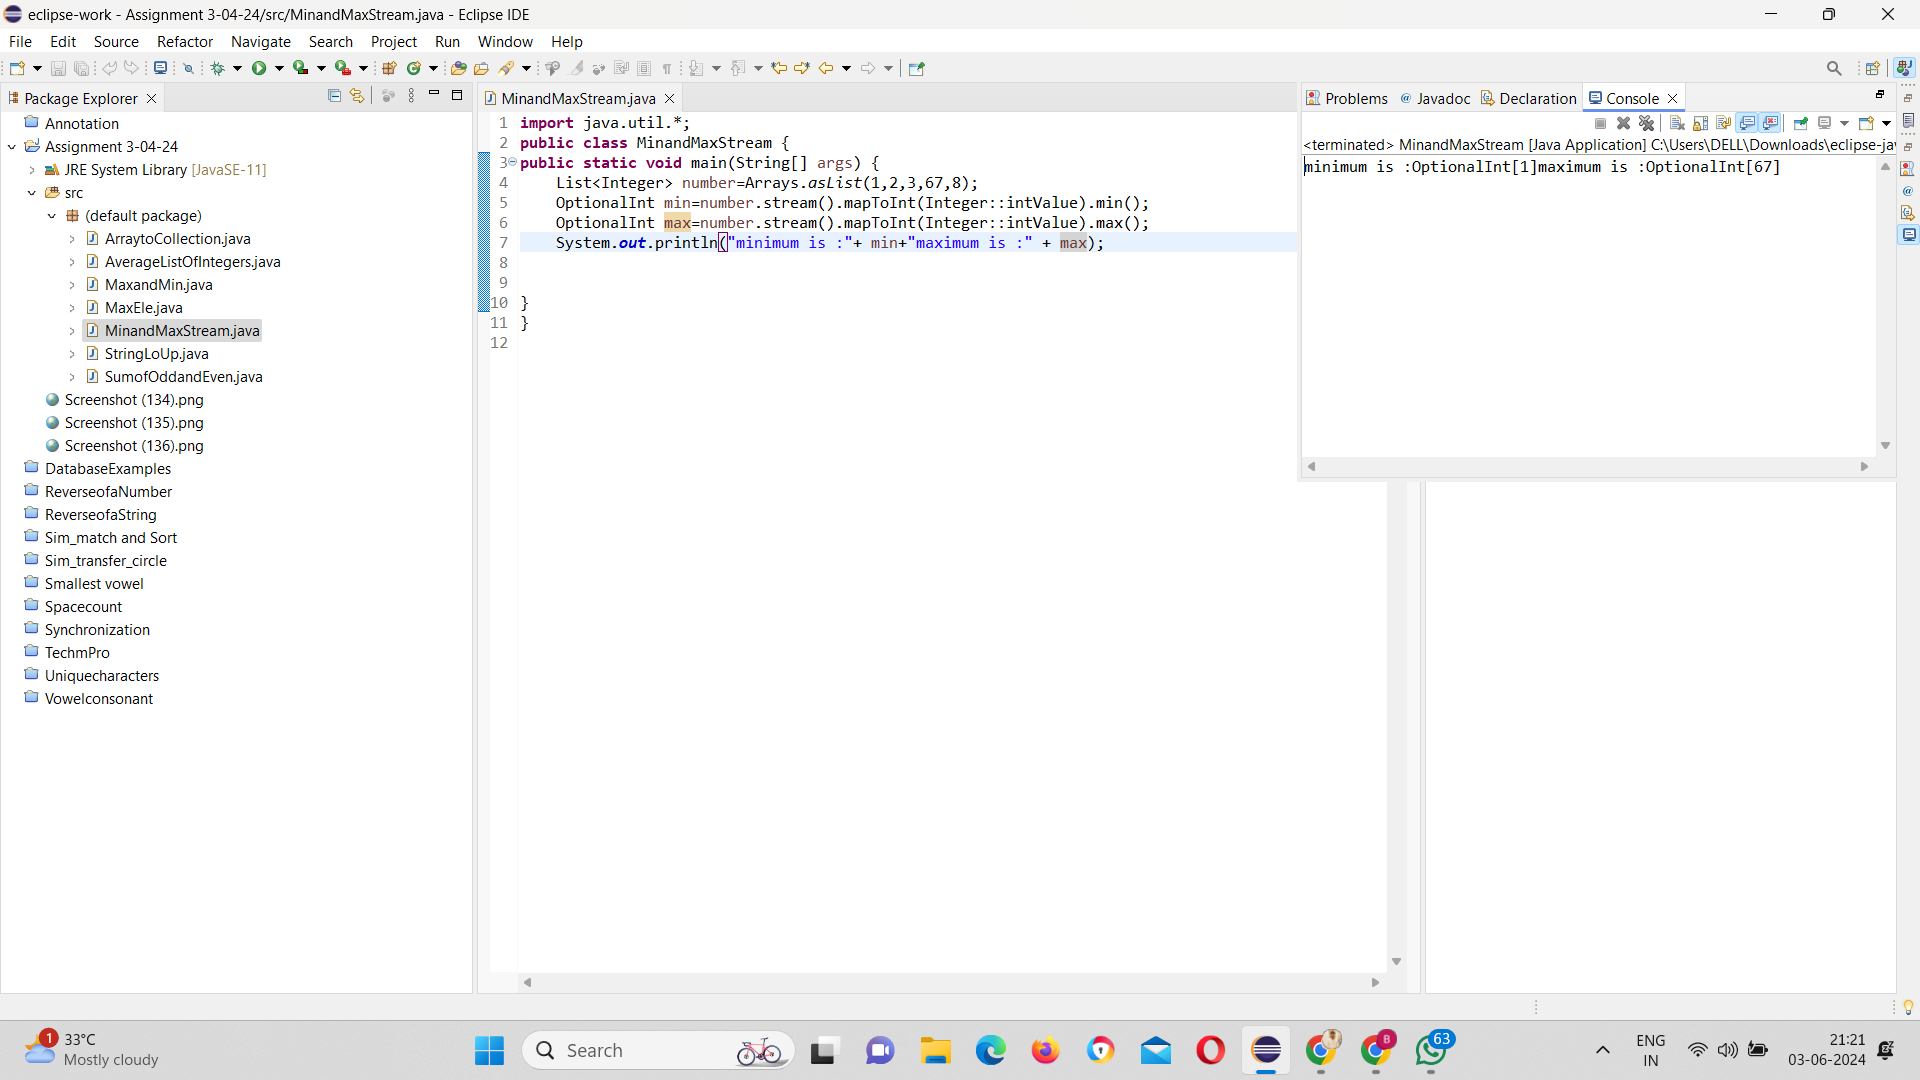 eclipse-work - Assignment 3-04-24/src/MinandMaxStream.java - Eclipse IDE
File Edit Source Refactor Navigate Search Project Run Window Help
Package Explorer
Annotation
Assignment 3-04-24
JRE System Library [JavaSE-11]
src
(default package)
ArraytoCollection.java
AverageListOfIntegers.java
MaxandMin.java
MaxEle.java
MinandMaxStream.java
StringLoUp.java
SumofOddandEven.java
Screenshot (134).png
Screenshot (135).png
Screenshot (136).png
DatabaseExamples
ReverseofaNumber
ReverseofaString
Sim_match and Sort
Sim_transfer_circle
Smallest vowel
Spacecount
Synchronization
TechmPro
Uniquecharacters
Vowelconsonant
MinandMaxStream.java
1 import java.util.*;
2 public class MinandMaxStream {
3 public static void main(String[] args) {
4 List<Integer> number=Arrays.asList(1,2,3,67,8);
5 OptionalInt min=number.stream().mapToInt(Integer::intValue).min();
6 OptionalInt max=number.stream().mapToInt(Integer::intValue).max();
7 System.out.println("minimum is :"+ min+"maximum is :" + max);
8
9
10 }
11 }
12
Problems Javadoc Declaration Console
<terminated> MinandMaxStream [Java Application] C:\Users\DELL\Downloads\eclipse-ja
minimum is :OptionalInt[1]maximum is :OptionalInt[67]
1
33°C
Mostly cloudy
Search
B
63
ENG
IN
21:21
03-06-2024